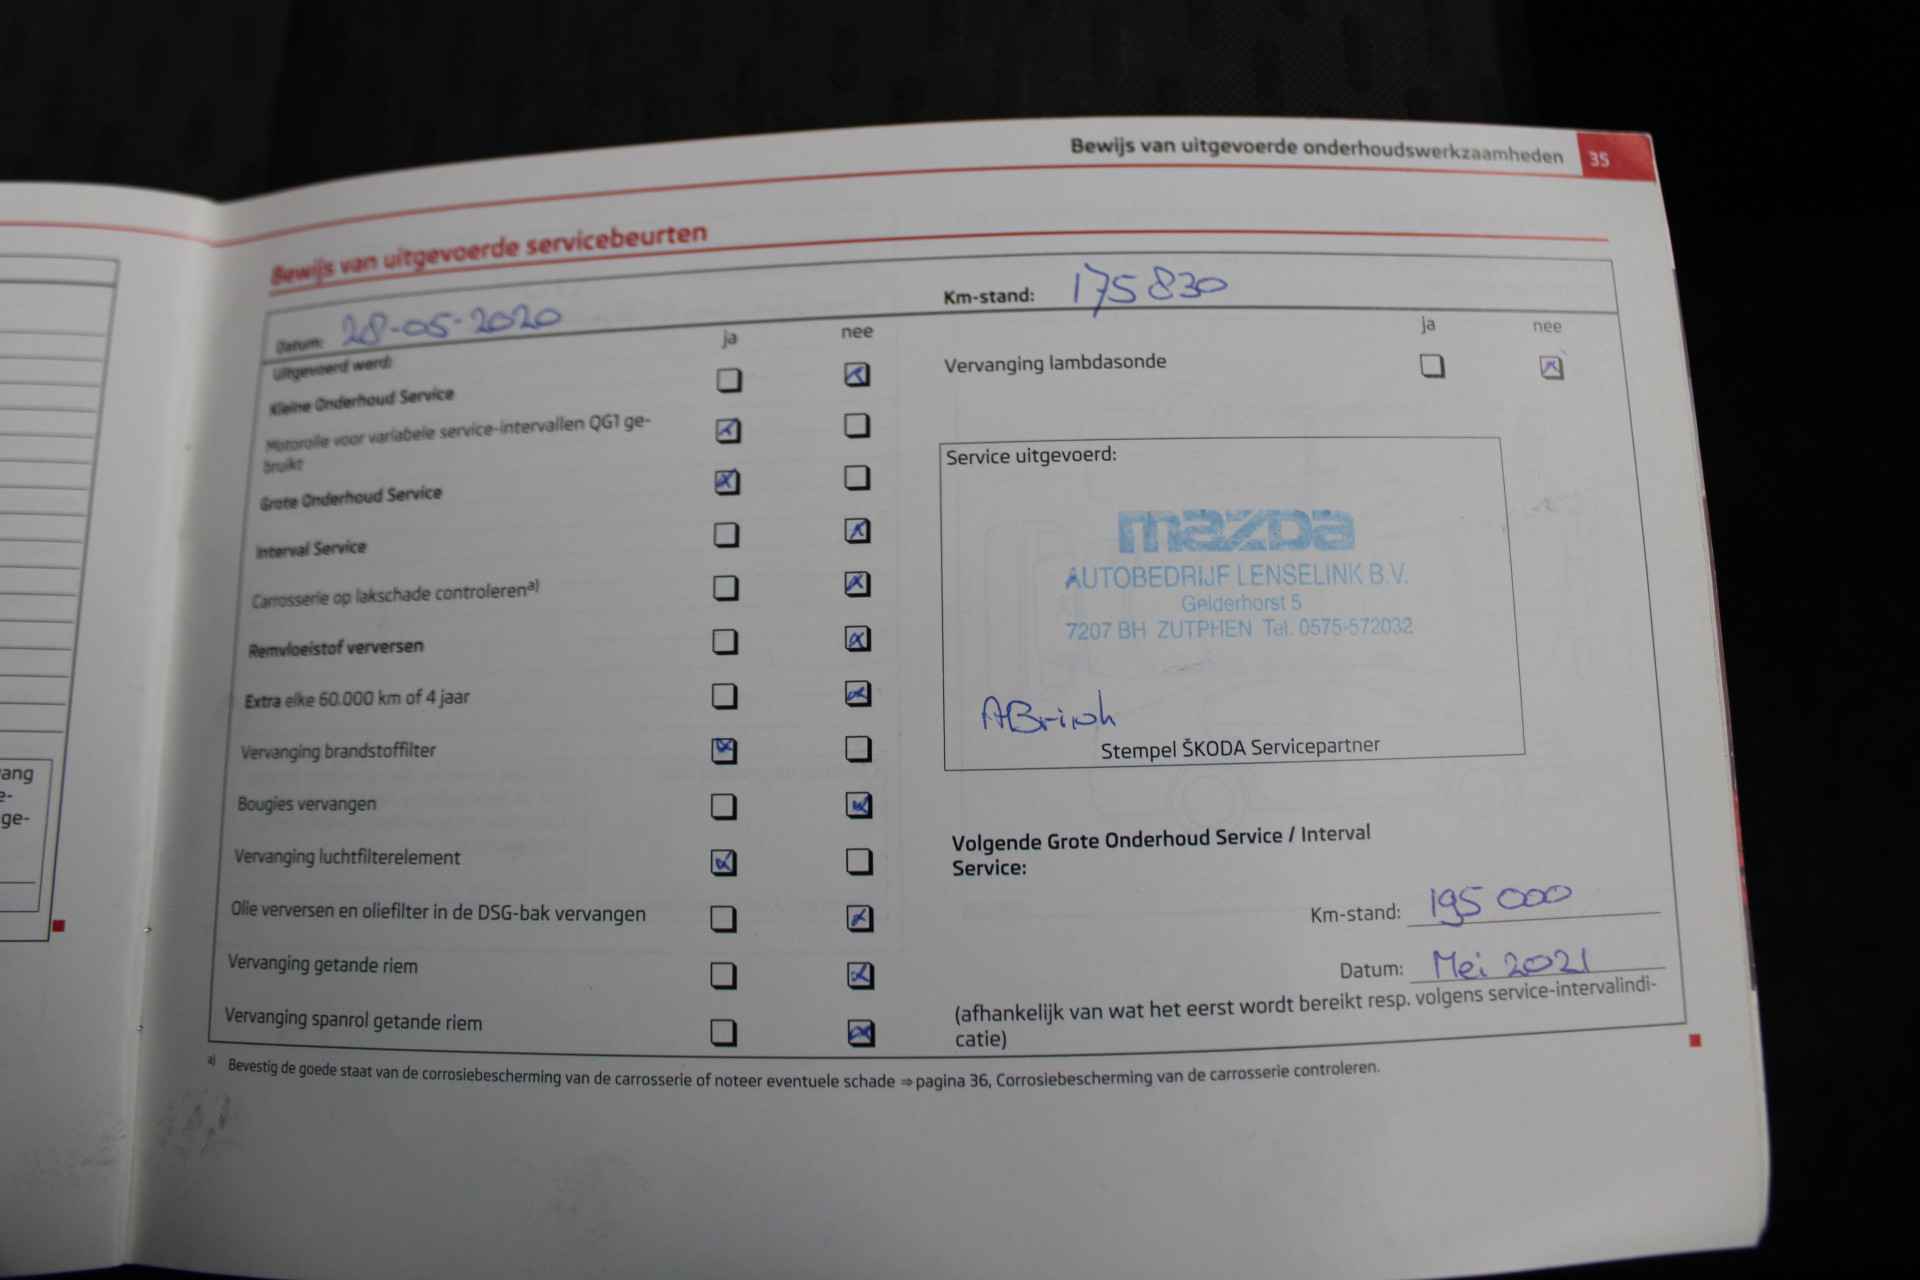 Bewijs van uitgevoerde onderhoudswerkzaamheden 35
Bewijs van uitgevoerde servicebeurten
Datum: 28-05-2020
Km-stand: 175 830
Uitgevoerd werd:
ja nee
Kleine Onderhoud Service
Motorolie voor variabele service-intervallen QG1 ge-
bruikt
Grote Onderhoud Service
Interval Service
Carrosserie op lakschade controleren a)
Remvloeistof verversen
Extra elke 60.000 km of 4 jaar
Vervanging brandstoffilter
Bougies vervangen
Vervanging luchtfilterelement
Olie verversen en oliefilter in de DSG-bak vervangen
Vervanging getande riem
Vervanging spanrol getande riem
ja nee
Vervanging lambdasonde
Service uitgevoerd:
mazda
AUTOBEDRIJF LENSELINK B.V.
Gelderhorst 5
7207 BH ZUTPHEN Tel. 0575-572032
Stempel ŠKODA Servicepartner
Volgende Grote Onderhoud Service / Interval
Service:
Km-stand: 195 000
Datum: Mei 2021
(afhankelijk van wat het eerst wordt bereikt resp. volgens service-intervalindi-
catie)
a) Bevestig de goede staat van de corrosiebescherming van de carrosserie of noteer eventuele schade ⇒ pagina 36, Corrosiebescherming van de carrosserie controleren.
ang
e-
ge-